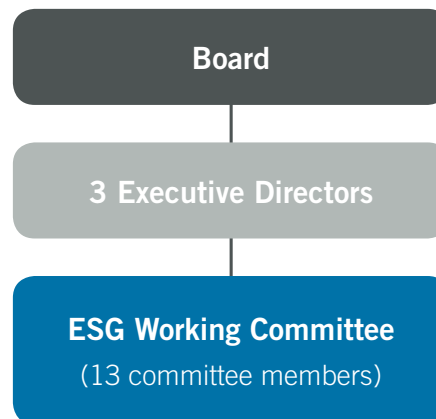 Board
3 Executive Directors
ESG Working Committee
(13 committee members)